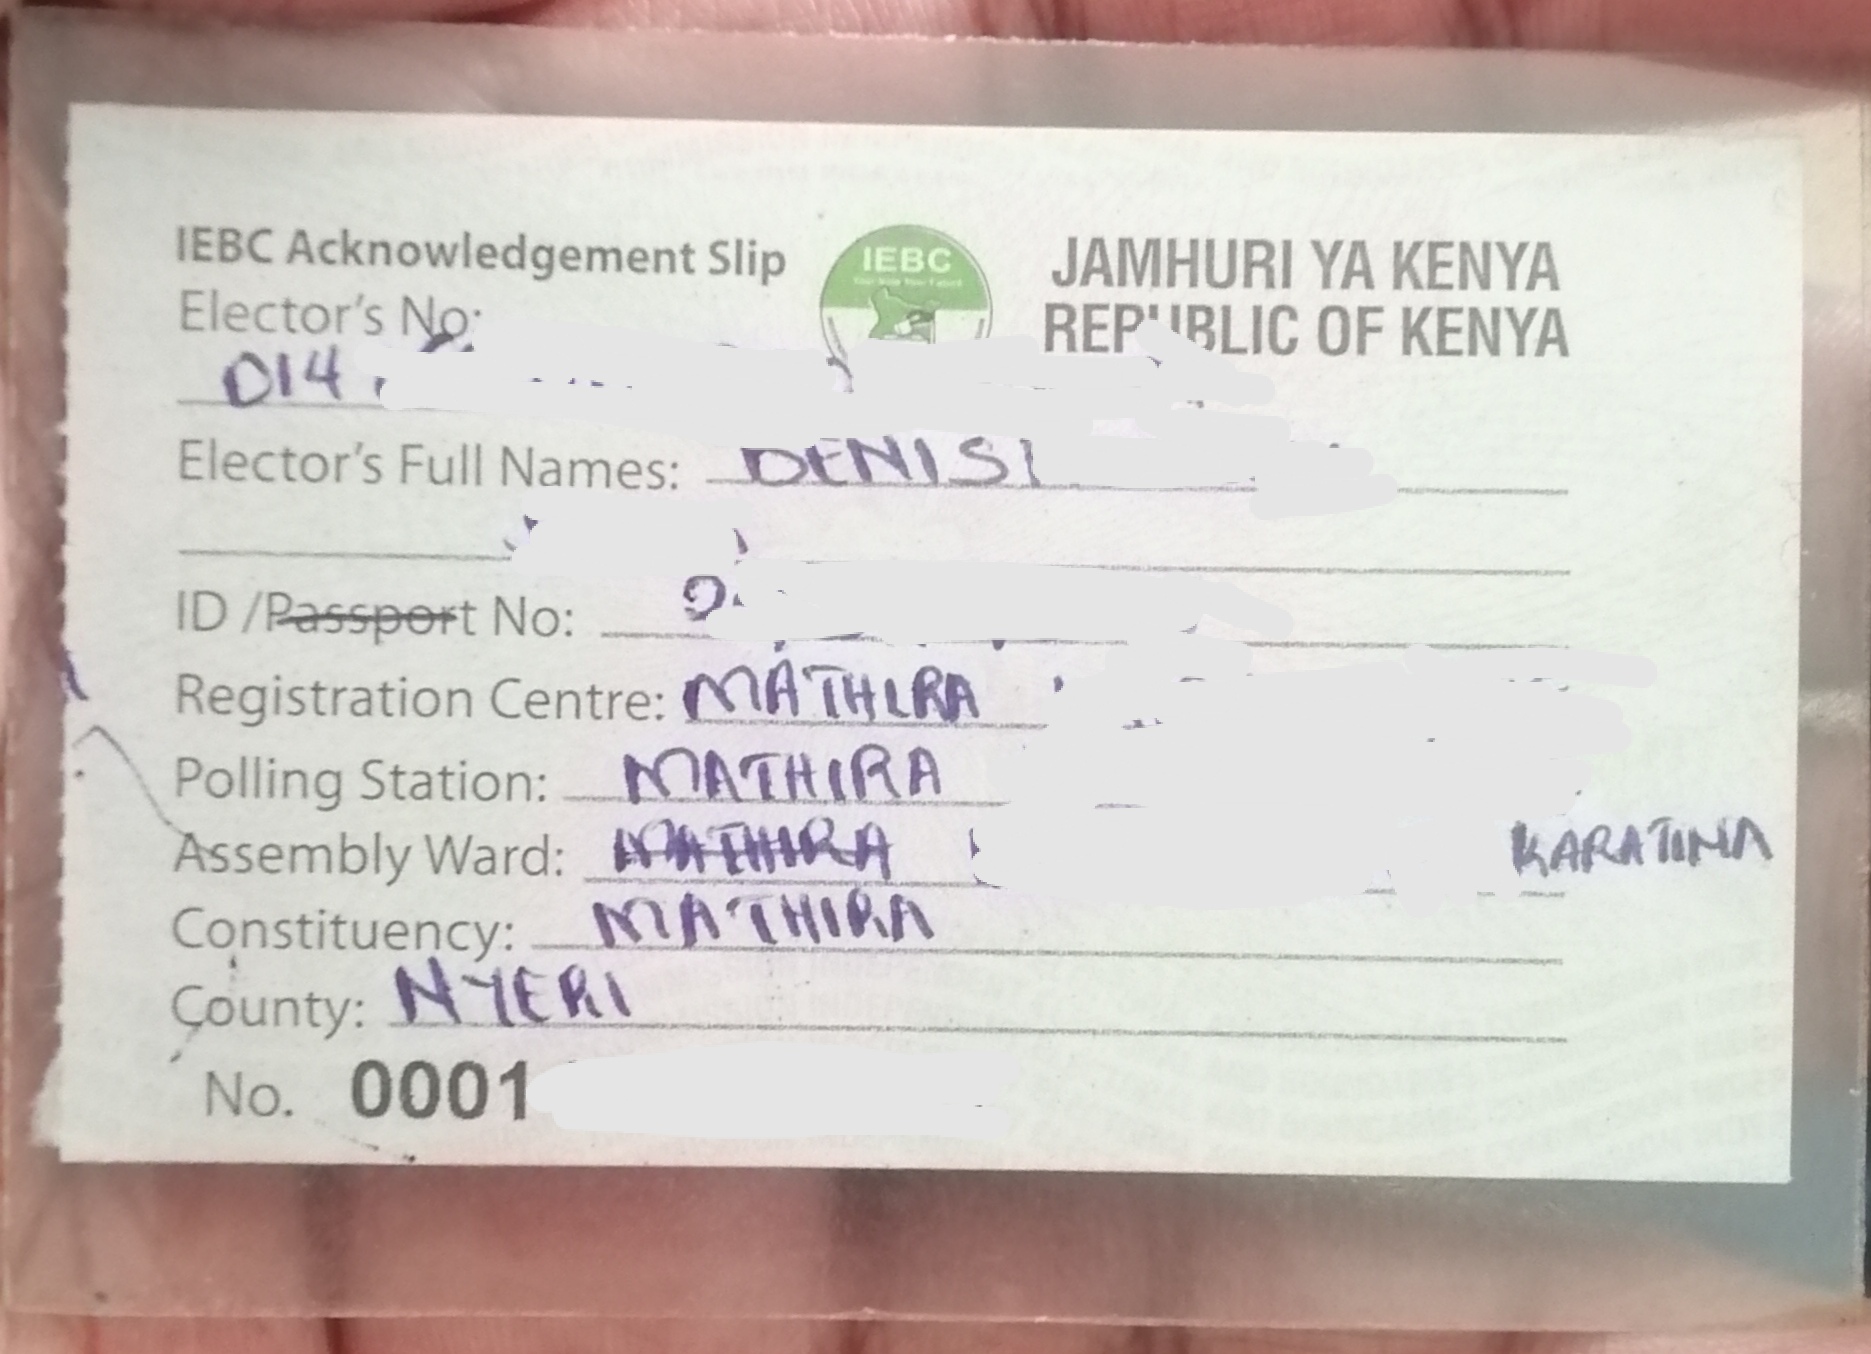 IEBC Acknowledgement Slip
IEBC
JAMHURI YA KENYA
REPUBLIC OF KENYA
Elector's No:
014
Elector's Full Names: DENIS
ID /Passport No:
Registration Centre: MATHIRA
Polling Station: MATHIRA
Assembly Ward: MATHIRA KARATINA
Constituency: MATHIRA
County: NYERI
No. 0001